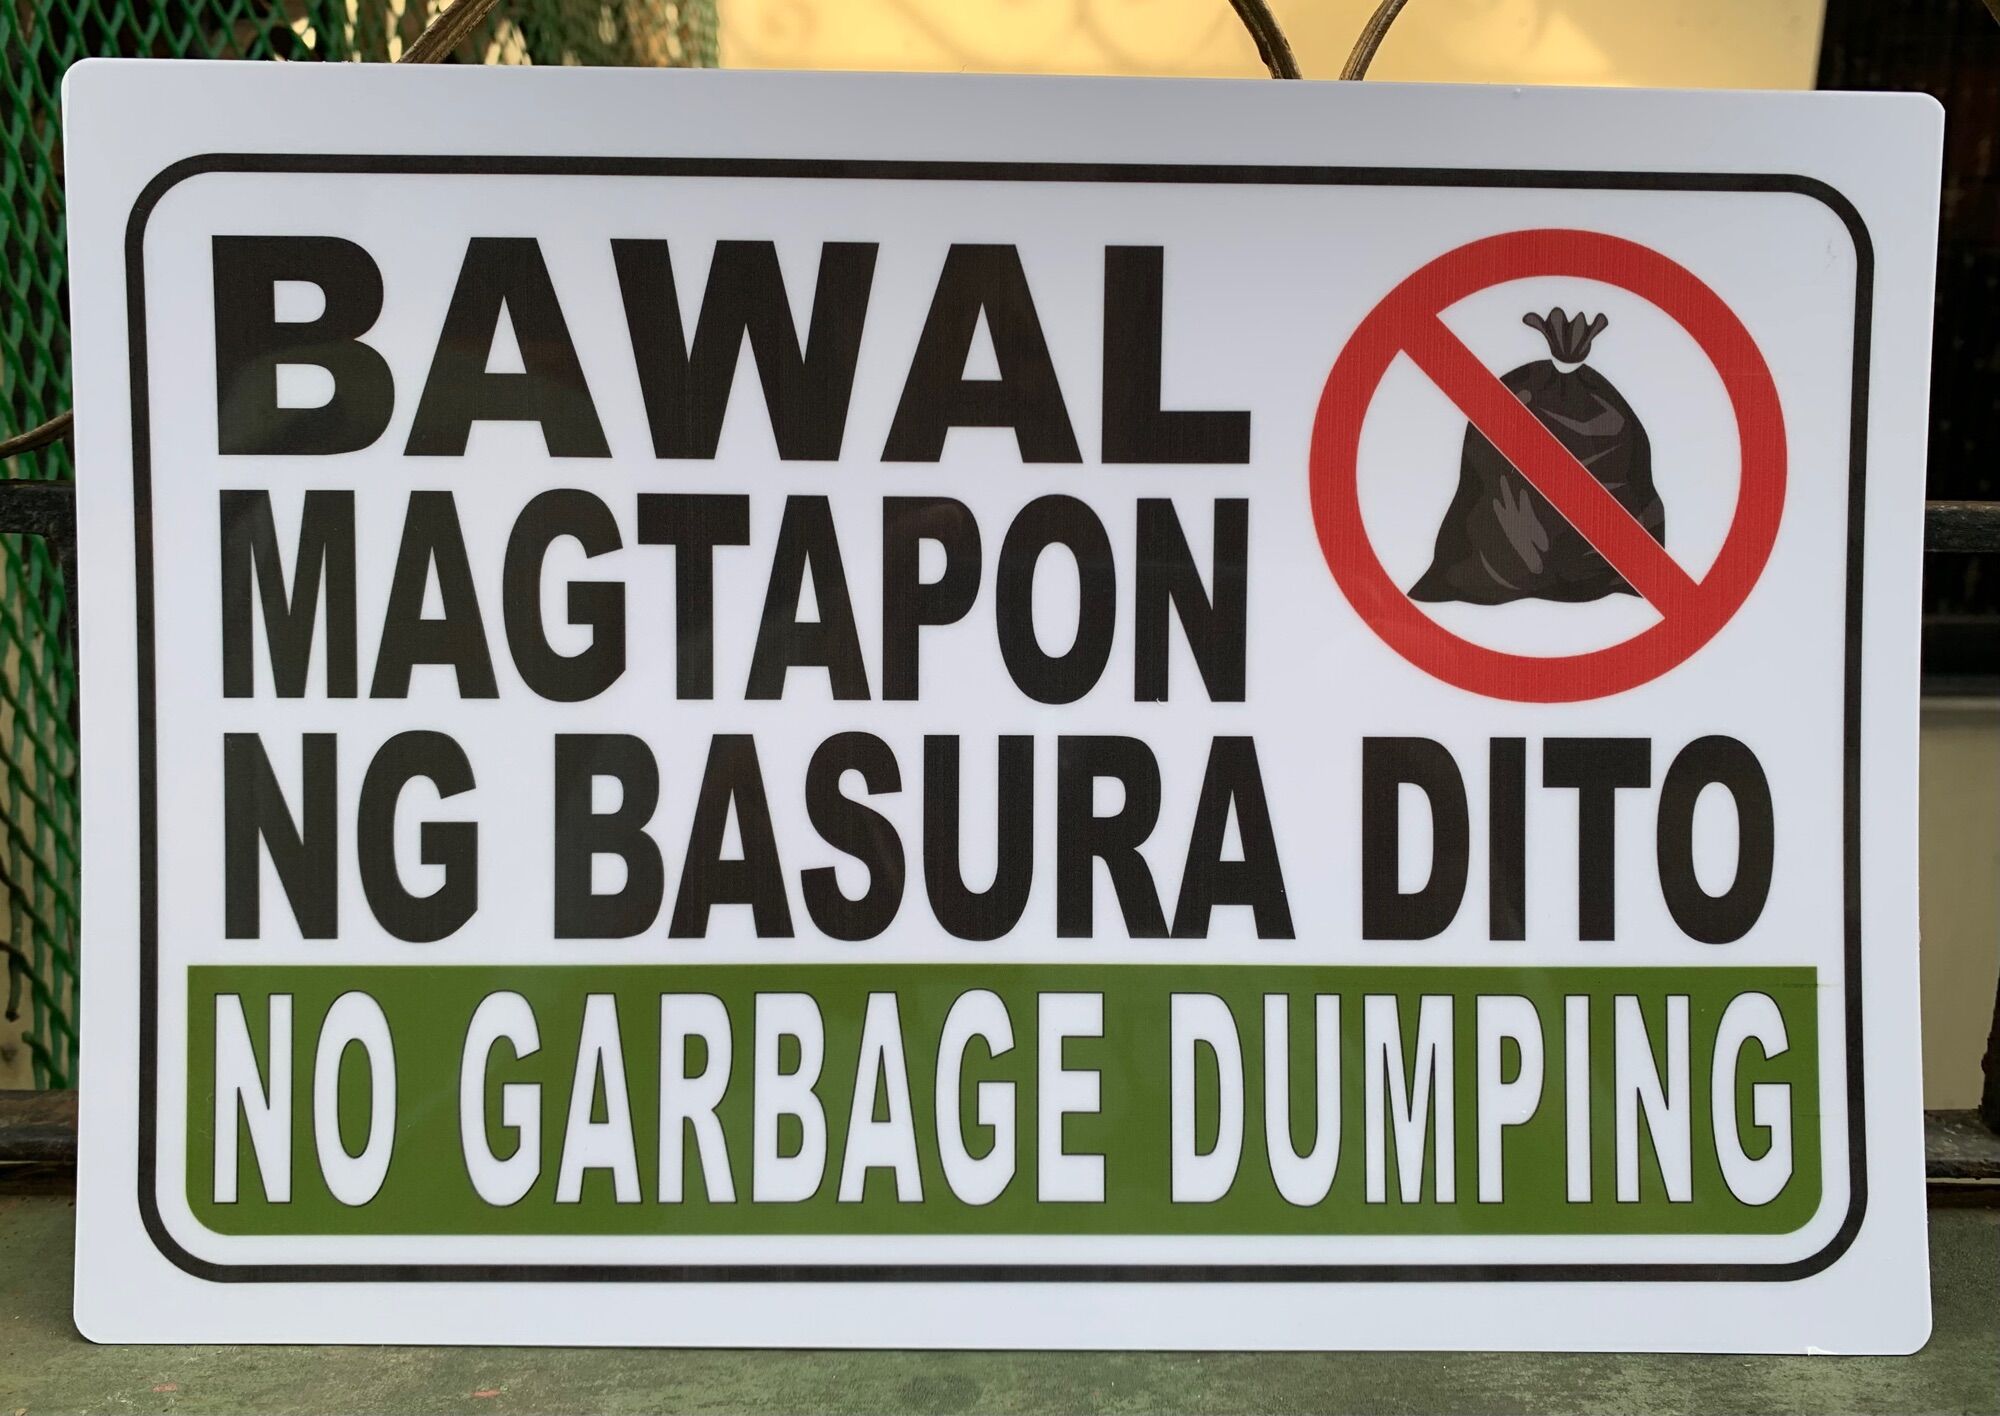 BAWAL
MAGTAPON
NG BASURA DITO
NO GARBAGE DUMPING